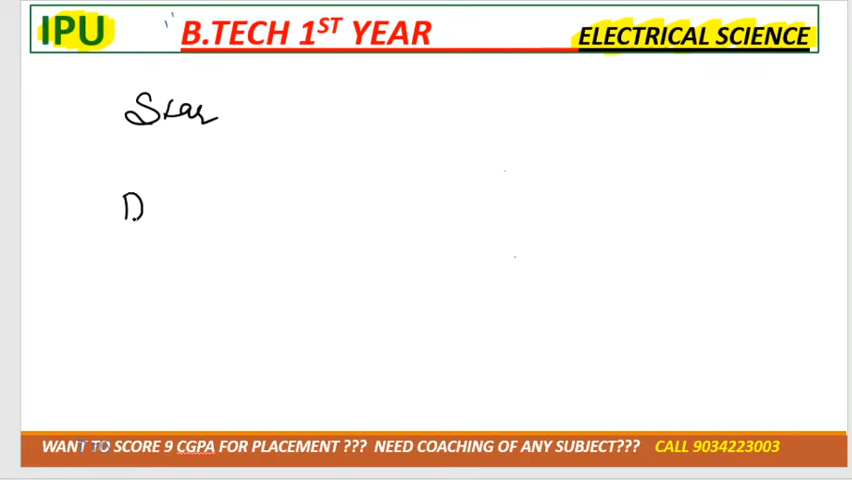 IPU B.TECH 1ST YEAR ELECTRICAL SCIENCE
Star
D
WANT TO SCORE 9 CGPA FOR PLACEMENT ??? NEED COACHING OF ANY SUBJECT??? CALL 9034223003